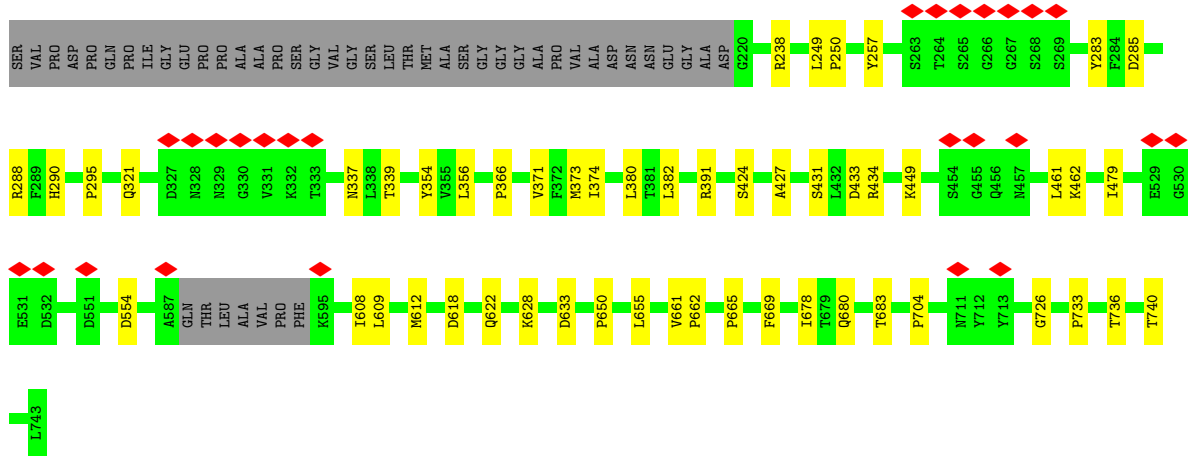 SER VAL PRO ASP PRO GLN PRO ILE GLY GLU PRO PRO ALA ALA PRO SER GLY VAL GLY SER LEU THR MET ALA SER GLY GLY GLY ALA PRO VAL ALA ASP ASN ASN GLU GLY ALA ASP G220 R238 L249 P250 Y257 S263 T264 S265 G266 G267 S268 S269 Y283 F284 D285
R288 F289 H290 P295 Q321 D327 N328 N329 G330 V331 K332 T333 N337 L338 T339 Y354 V355 L356 P366 V371 F372 M373 I374 L380 T381 L382 R391 S424 A427 S431 L432 D433 R434 K449 S454 G455 Q456 N457 L461 K462 I479 E529 G530
E531 D532 D551 D554 A587 GLN THR LEU ALA VAL PRO PHE K595 I608 L609 M612 D618 Q622 K628 D633 P650 L655 V661 P662 P665 F669 I678 T679 Q680 T683 P704 N711 Y712 Y713 G726 P733 T736 T740
L743